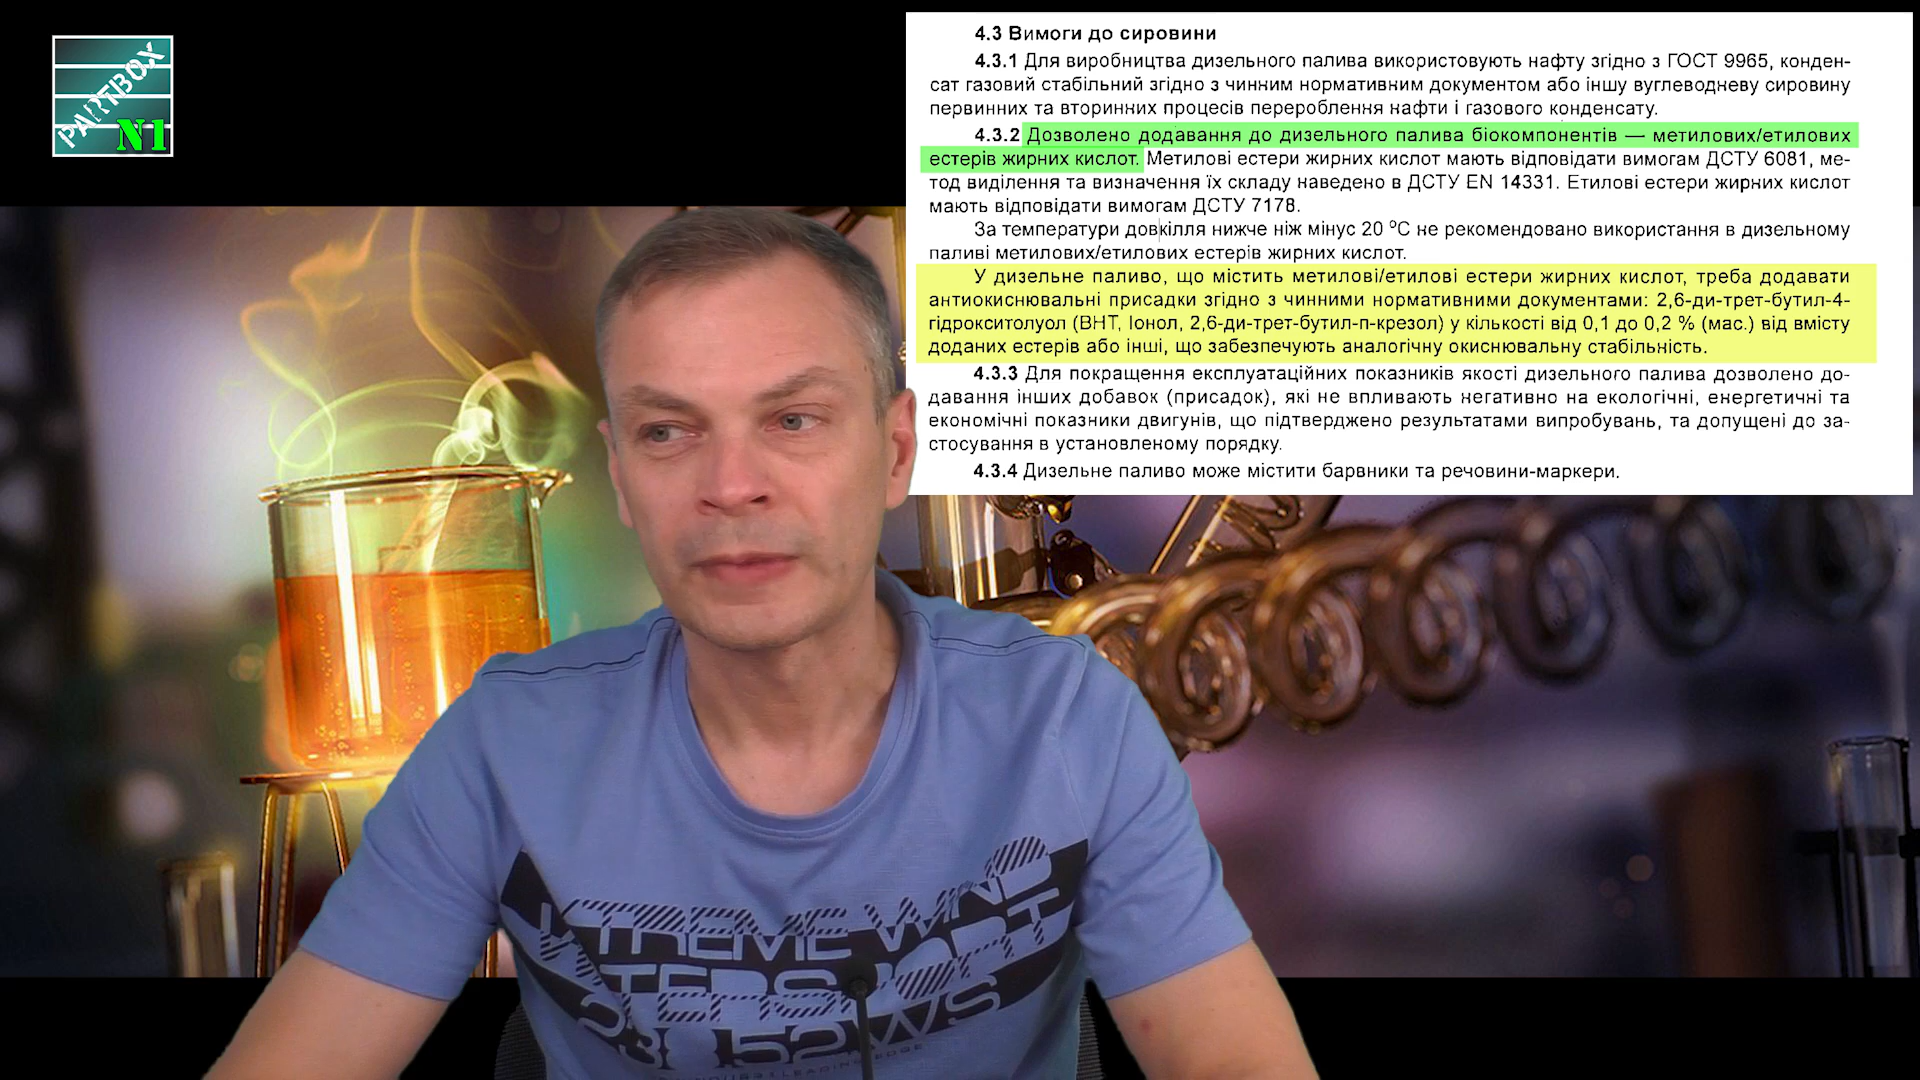 PARTBOX
N1
4.3 Вимоги до сировини
4.3.1 Для виробництва дизельного палива використовують нафту згідно з ГОСТ 9965, конден-
сат газовий стабільний згідно з чинним нормативним документом або іншу вуглеводневу сировину
первинних та вторинних процесів перероблення нафти і газового конденсату.
4.3.2 Дозволено додавання до дизельного палива біокомпонентів — метилових/етилових
естерів жирних кислот. Метилові естери жирних кислот мають відповідати вимогам ДСТУ 6081, ме-
тод виділення та визначення їх складу наведено в ДСТУ EN 14331. Етилові естери жирних кислот
мають відповідати вимогам ДСТУ 7178.
За температури довкілля нижче ніж мінус 20 ºС не рекомендовано використання в дизельному
паливі метилових/етилових естерів жирних кислот.
У дизельне паливо, що містить метилові/етилові естери жирних кислот, треба додавати
антиокиснювальні присадки згідно з чинними нормативними документами: 2,6-ди-трет-бутил-4-
гідрокситолуол (ВНТ, Іонол, 2,6-ди-трет-бутил-п-крезол) у кількості від 0,1 до 0,2 % (мас.) від вмісту
доданих естерів або інші, що забезпечують аналогічну окиснювальну стабільність.
4.3.3 Для покращення експлуатаційних показників якості дизельного палива дозволено до-
давання інших добавок (присадок), які не впливають негативно на екологічні, енергетичні та
економічні показники двигунів, що підтверджено результатами випробувань, та допущені до за-
стосування в установленому порядку.
4.3.4 Дизельне паливо може містити барвники та речовини-маркери.
XTREME WIND